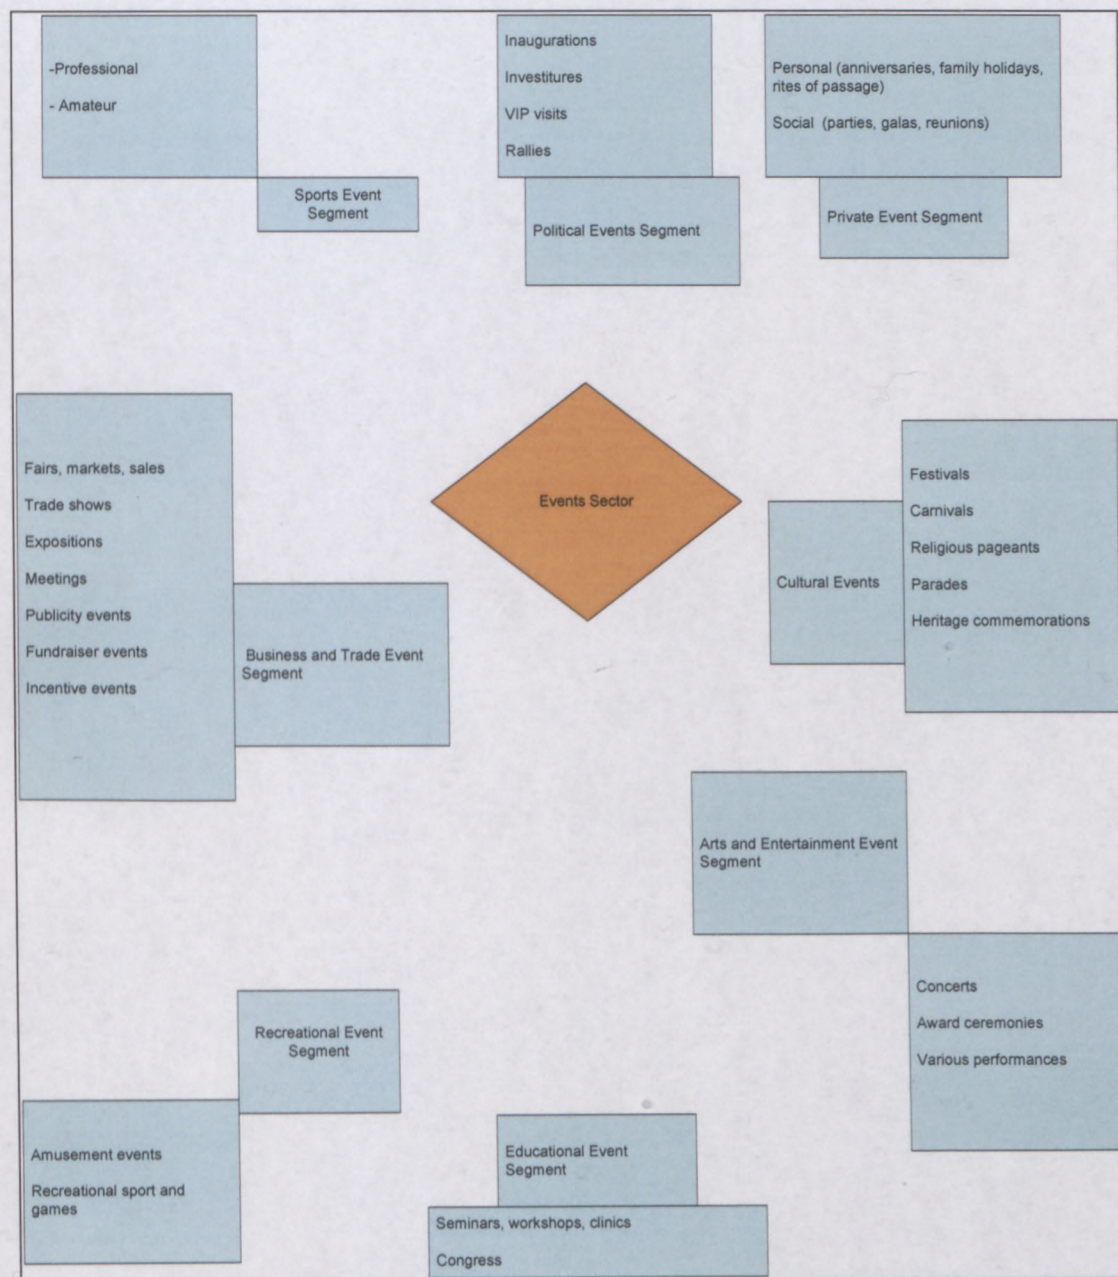 -Professional
- Amateur
Sports Event
Segment
Inaugurations
Investitures
VIP visits
Rallies
Political Events Segment
Personal (anniversaries, family holidays,
rites of passage)
Social (parties, galas, reunions)
Private Event Segment
Fairs, markets, sales
Trade shows
Expositions
Meetings
Publicity events
Fundraiser events
Incentive events
Business and Trade Event
Segment
Events Sector
Cultural Events
Festivals
Carnivals
Religious pageants
Parades
Heritage commemorations
Arts and Entertainment Event
Segment
Concerts
Award ceremonies
Various performances
Recreational Event
Segment
Amusement events
Recreational sport and
games
Educational Event
Segment
Seminars, workshops, clinics
Congress